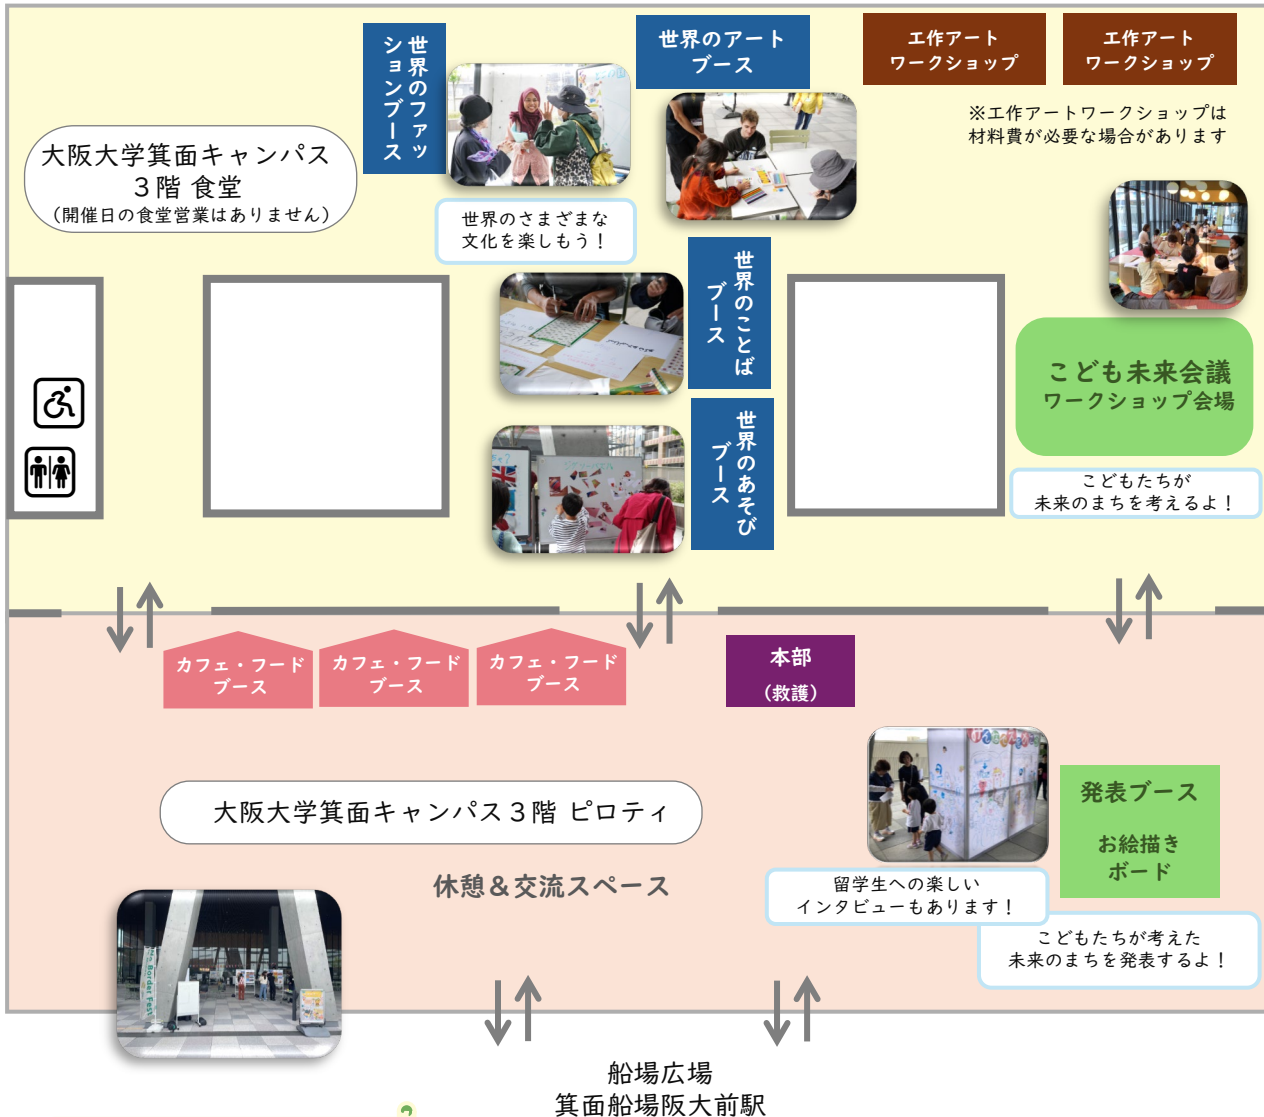 世界のファッ
ションブース
世界のアート
ブース
工作アート
ワークショップ
工作アート
ワークショップ
※工作アートワークショップは
材料費が必要な場合があります
大阪大学箕面キャンパス
３階 食堂
（開催日の食堂営業はありません）
世界のさまざまな
文化を楽しもう！
世界のことば
ブース
こども未来会議
ワークショップ会場
世界のあそび
ブース
こどもたちが
未来のまちを考えるよ！
カフェ・フード
ブース
カフェ・フード
ブース
カフェ・フード
ブース
本部
（救護）
大阪大学箕面キャンパス３階 ピロティ
発表ブース
お絵描き
ボード
休憩＆交流スペース
留学生への楽しい
インタビューもあります！
こどもたちが考えた
未来のまちを発表するよ！
Border Fest
船場広場
箕面船場阪大前駅